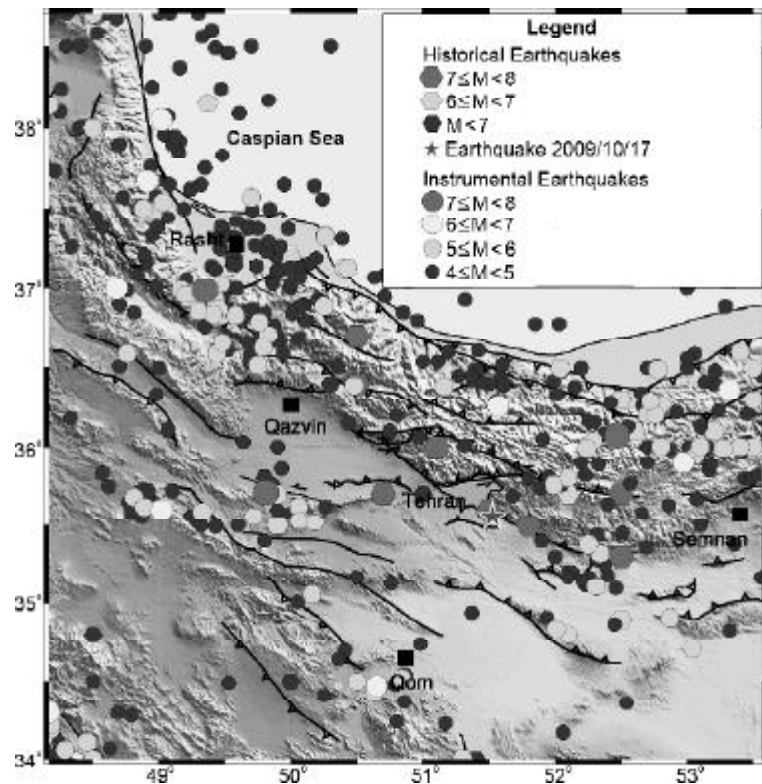 Legend
Historical Earthquakes
7≤M<8
6≤M<7
M<7
Earthquake 2009/10/17
Instrumental Earthquakes
7≤M<8
6≤M<7
5≤M<6
4≤M<5
38°
Caspian Sea
Rasht
37°
Qazvin
36°
Tehran
Semnan
35°
Qom
34°
49° 50° 51° 52° 53°